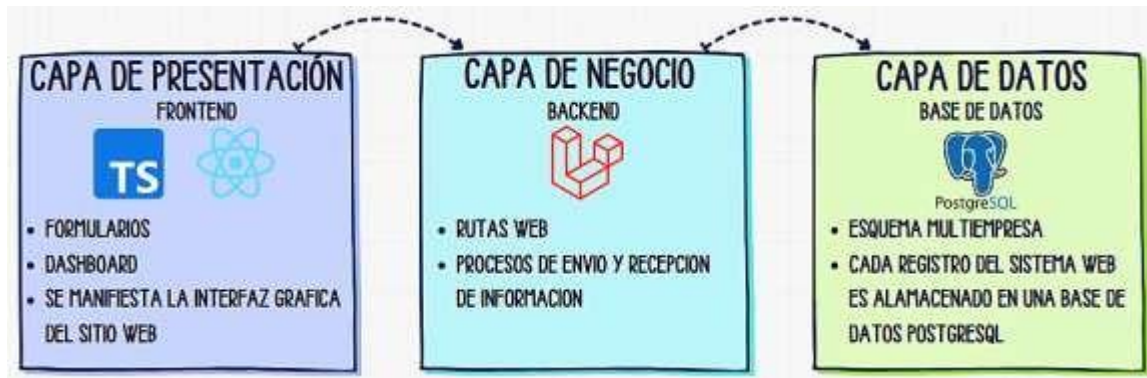 CAPA DE PRESENTACIÓN
FRONTEND
TS
• FORMULARIOS
• DASHBOARD
• SE MANIFIESTA LA INTERFAZ GRAFICA
DEL SITIO WEB
CAPA DE NEGOCIO
BACKEND
• RUTAS WEB
• PROCESOS DE ENVIO Y RECEPCION
DE INFORMACION
CAPA DE DATOS
BASE DE DATOS
PostgreSQL
• ESQUEMA MULTIEMPRESA
• CADA REGISTRO DEL SISTEMA WEB
ES ALAMACENADO EN UNA BASE DE
DATOS POSTGRESQL